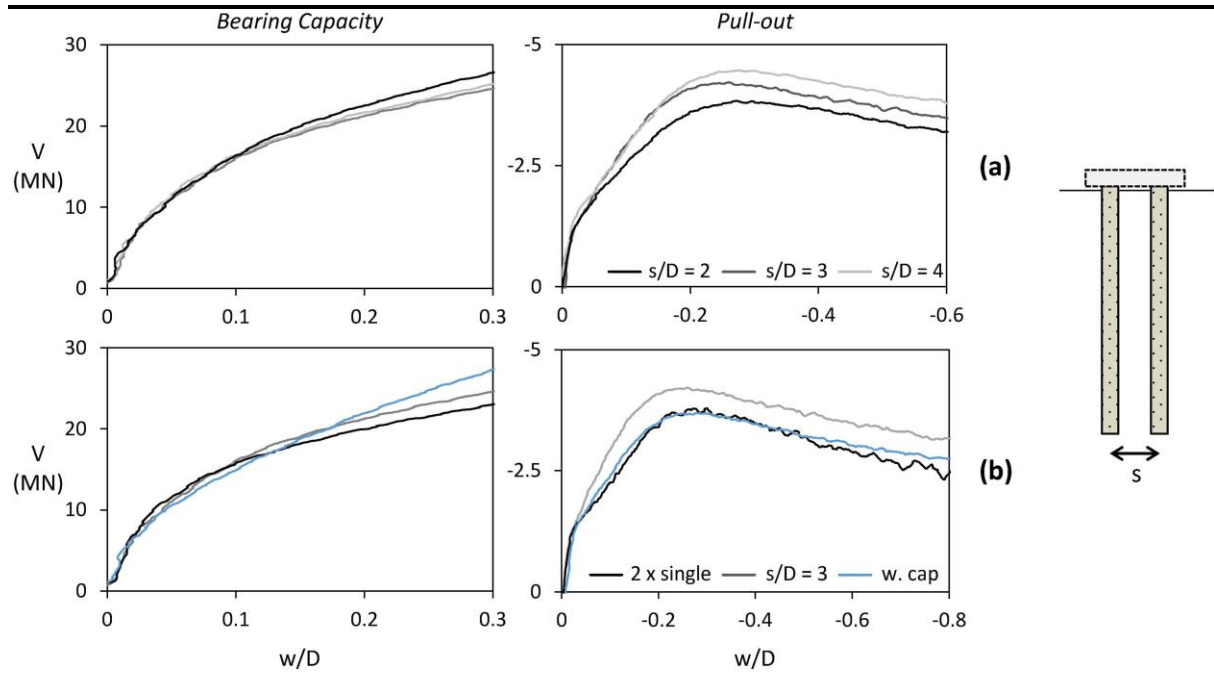 Bearing Capacity
Pull-out
30
20
10
0
V
(MN)
0
0.1
0.2
0.3
-5
-2.5
0
0
-0.2
-0.4
-0.6
s/D = 2
s/D = 3
s/D = 4
(a)
30
20
10
0
V
(MN)
0
0.1
0.2
0.3
w/D
-5
-2.5
0
0
-0.2
-0.4
-0.6
-0.8
w/D
2 x single
s/D = 3
w. cap
(b)
s